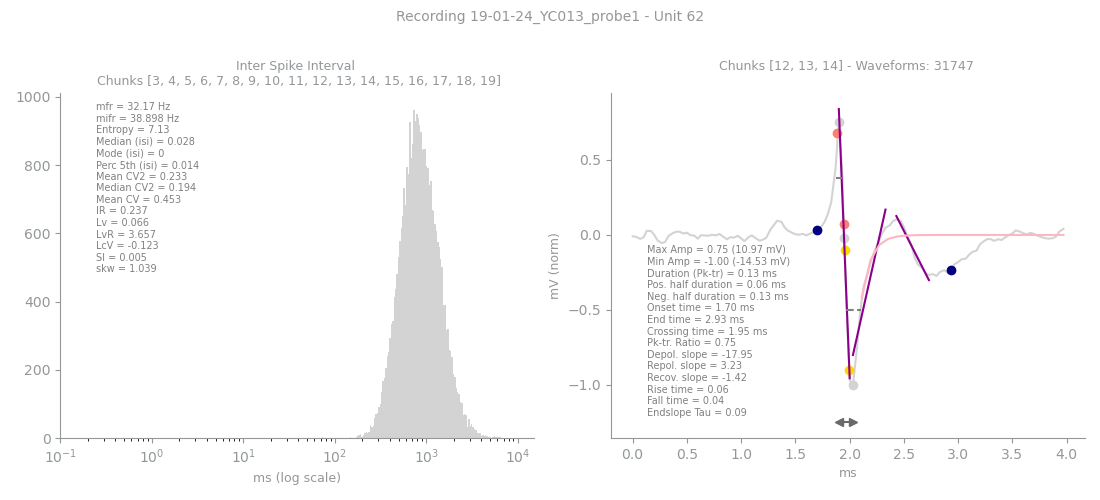 Recording 19-01-24_YC013_probe1 - Unit 62
Inter Spike Interval
Chunks [3, 4, 5, 6, 7, 8, 9, 10, 11, 12, 13, 14, 15, 16, 17, 18, 19]
1000
800
600
400
200
0
mfr = 32.17 Hz
mifr = 38.898 Hz
Entropy = 7.13
Median (isi) = 0.028
Mode (isi) = 0
Perc 5th (isi) = 0.014
Mean CV2 = 0.233
Median CV2 = 0.194
Mean CV = 0.453
IR = 0.237
Lv = 0.066
LvR = 3.657
LcV = -0.123
SI = 0.005
skw = 1.039
10⁻¹ 10⁰ 10¹ 10² 10³ 10⁴
ms (log scale)
Chunks [12, 13, 14] - Waveforms: 31747
mV (norm)
0.5
0.0
−0.5
−1.0
Max Amp = 0.75 (10.97 mV)
Min Amp = -1.00 (-14.53 mV)
Duration (Pk-tr) = 0.13 ms
Pos. half duration = 0.06 ms
Neg. half duration = 0.13 ms
Onset time = 1.70 ms
End time = 2.93 ms
Crossing time = 1.95 ms
Pk-tr. Ratio = 0.75
Depol. slope = -17.95
Repol. slope = 3.23
Recov. slope = -1.42
Rise time = 0.06
Fall time = 0.04
Endslope Tau = 0.09
0.0 0.5 1.0 1.5 2.0 2.5 3.0 3.5 4.0
ms